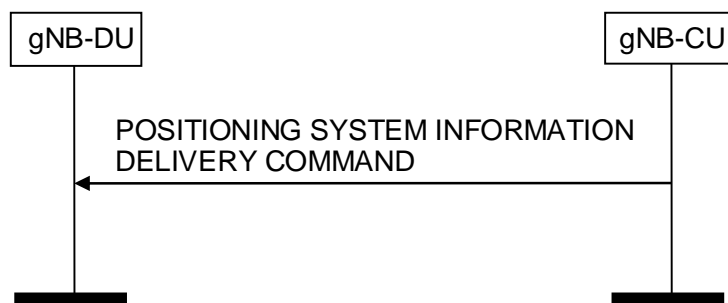 gNB-DU
gNB-CU
POSITIONING SYSTEM INFORMATION
DELIVERY COMMAND